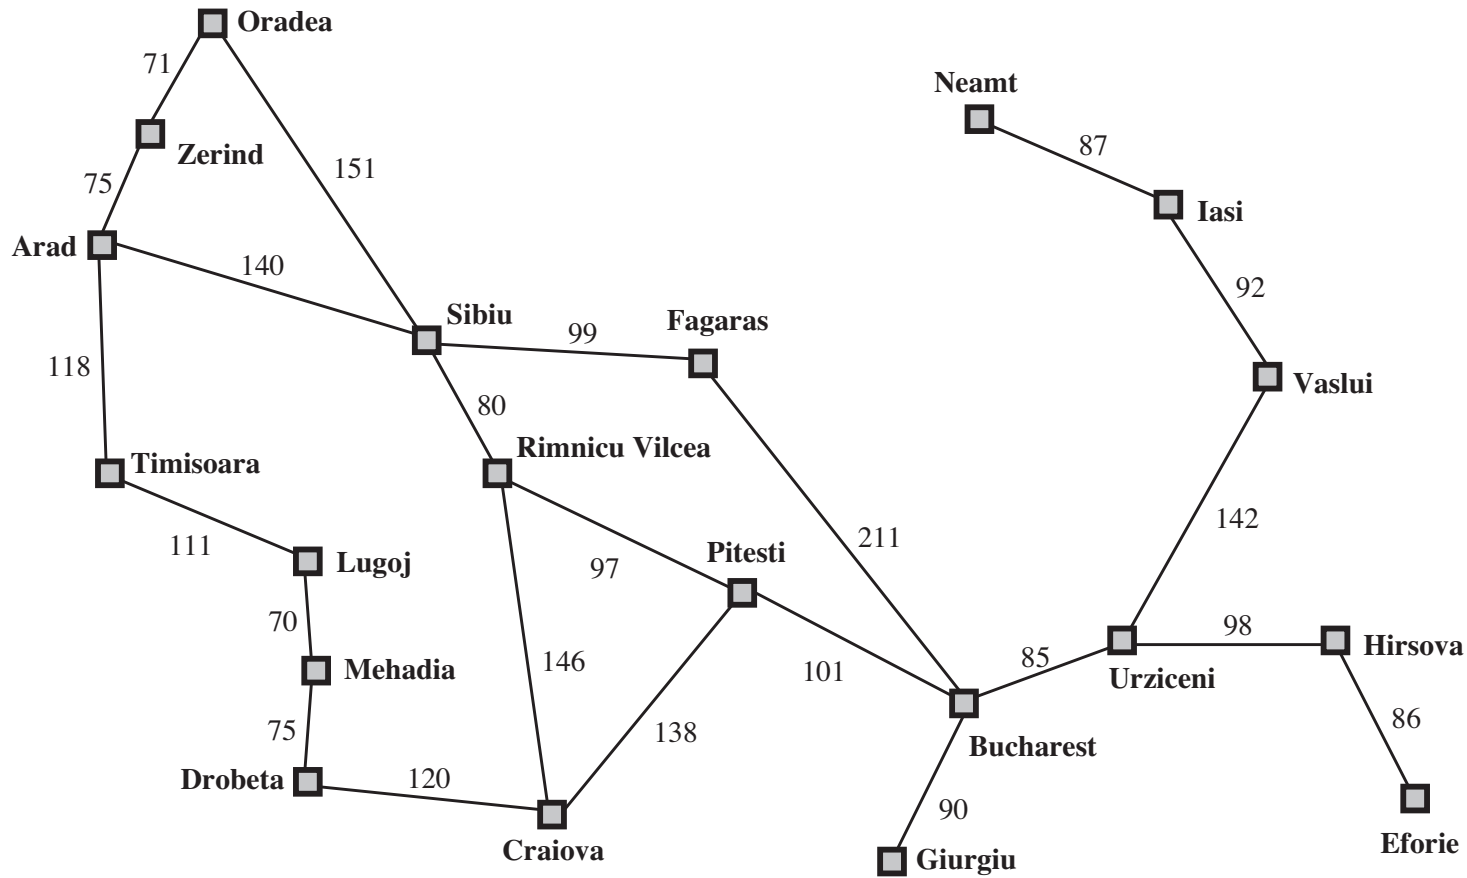 Oradea
71
Neamt
87
Zerind
151
75
Iasi
Arad
140
92
Sibiu
Fagaras
99
118
Vaslui
80
Rimnicu Vilcea
Timisoara
142
211
111
Pitesti
Lugoj
97
70
98
Hirsova
85
146
Mehadia
101
Urziceni
86
75
138
Bucharest
Drobeta
120
90
Craiova
Eforie
Giurgiu